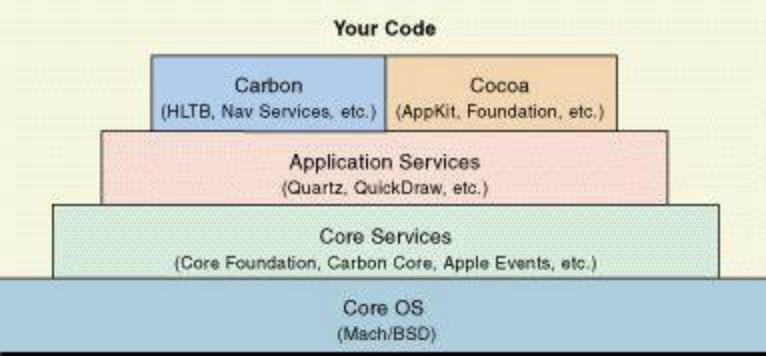 Your Code
Carbon
(HLTB, Nav Services, etc.)
Cocoa
(AppKit, Foundation, etc.)
Application Services
(Quartz, QuickDraw, etc.)
Core Services
(Core Foundation, Carbon Core, Apple Events, etc.)
Core OS
(Mach/BSD)